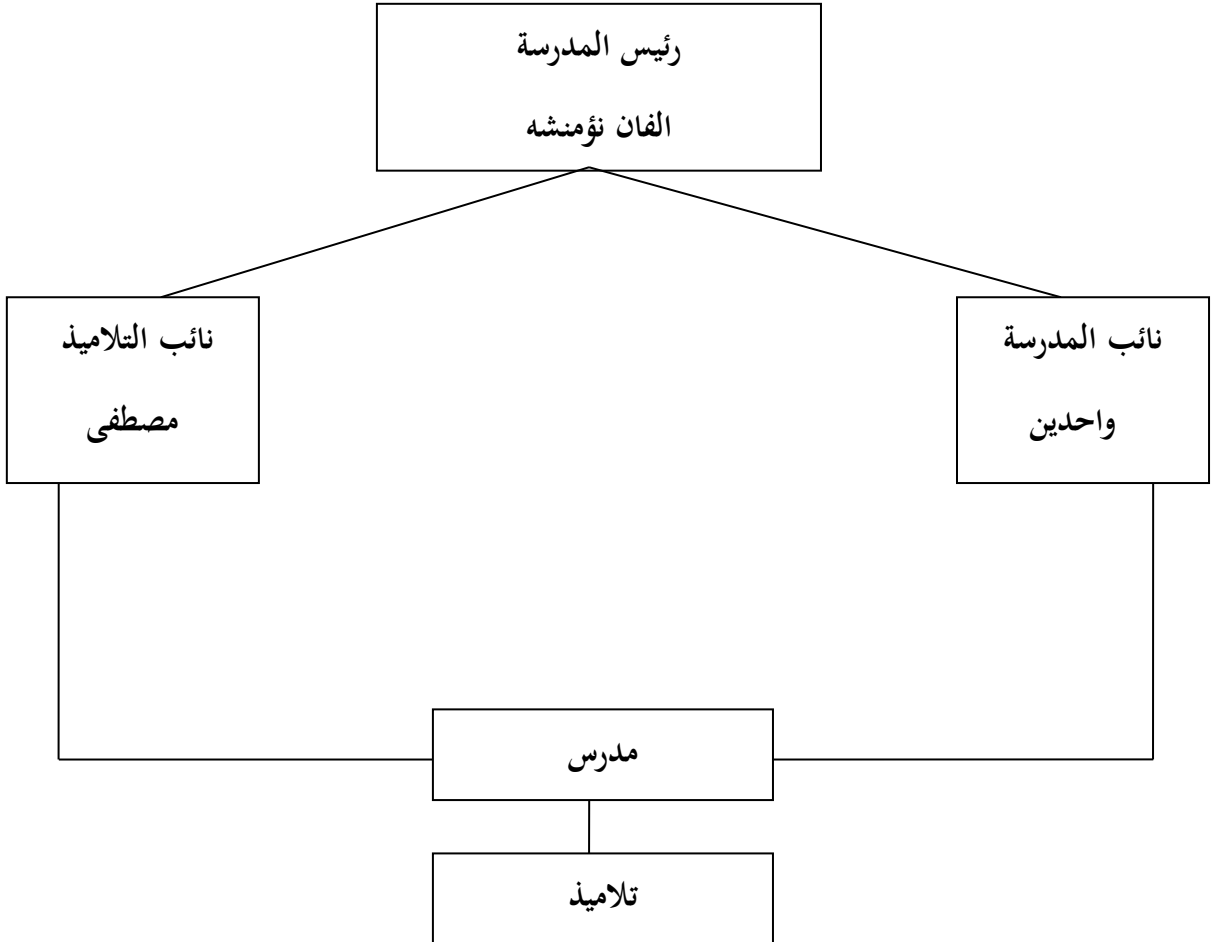 رئيس المدرسة
الفان نؤمنشه
نائب المدرسة
واحدين
نائب التلاميذ
مصطفى
مدرس
تلاميذ